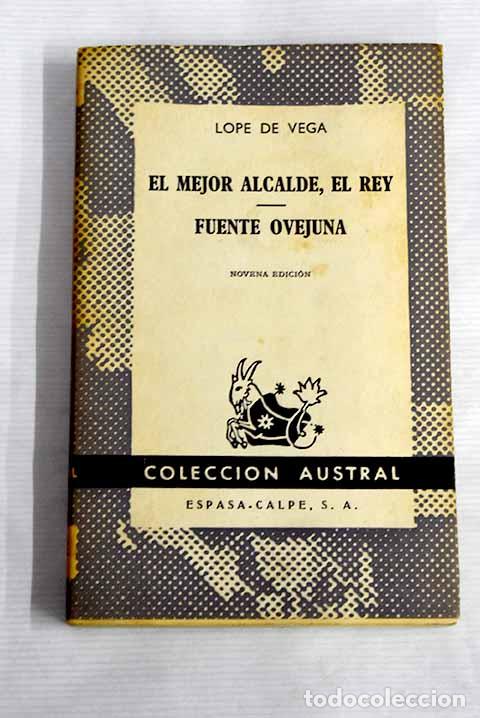 LOPE DE VEGA
EL MEJOR ALCALDE, EL REY
FUENTE OVEJUNA
NOVENA EDICIÓN
COLECCION AUSTRAL
ESPASA-CALPE, S. A.
todocoleccion